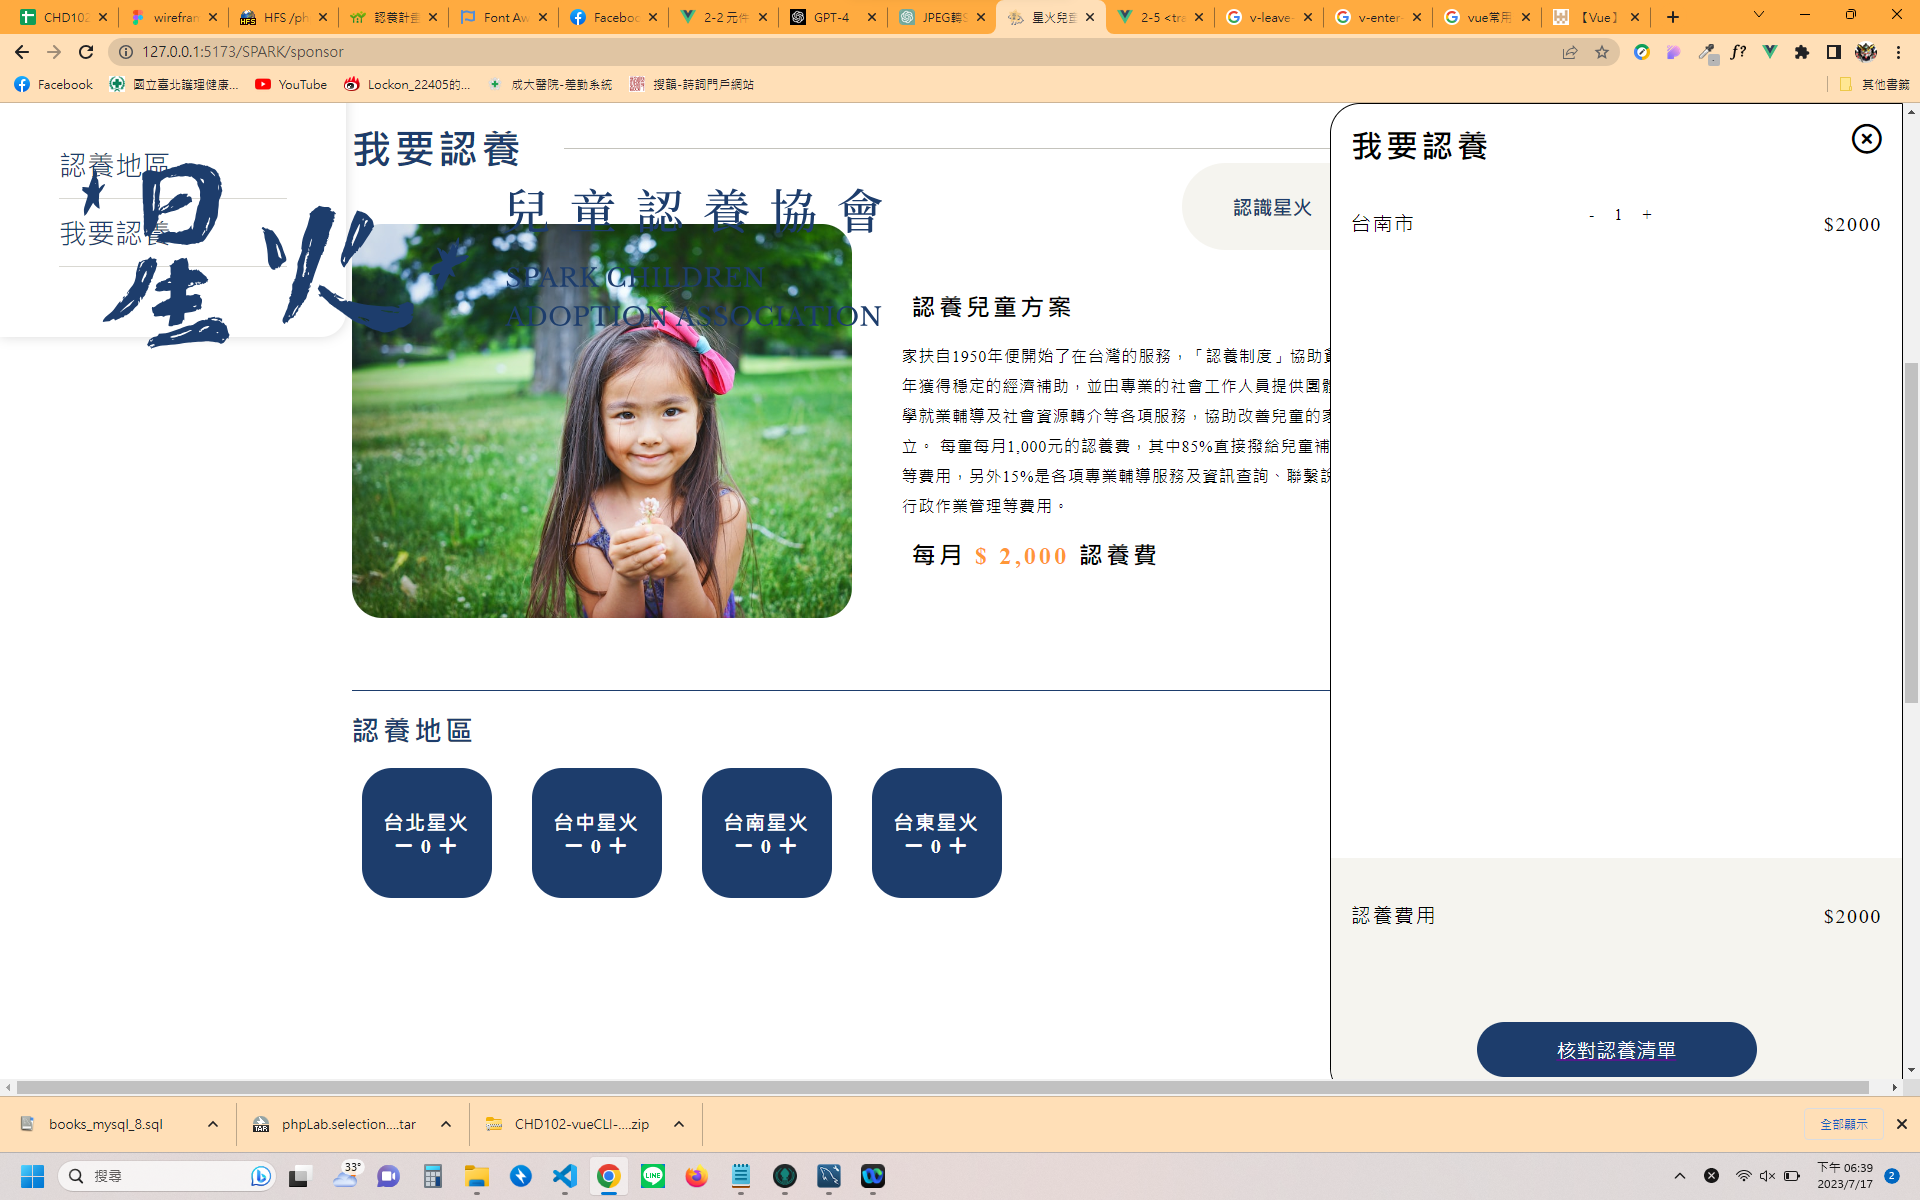 CHD102
wirefran
HFS /ph
認養計畫
Font Aw
Faceboo
2-2 元件
GPT-4
JPEG轉S
星火兒童
2-5 <tra
v-leave-
v-enter-
vue常用
【Vue】
127.0.0.1:5173/SPARK/sponsor
f?
Facebook
國立臺北護理健康...
YouTube
Lockon_22405的...
成大醫院-差勤系統
搜韻-詩詞門戶網站
其他書籤
認養地區
我要認養
星火
兒童認養協會
SPARK CHILDREN
ADOPTION ASSOCIATION
我要認養
認識星火
認養兒童方案
家扶自1950年便開始了在台灣的服務，「認養制度」協助
年獲得穩定的經濟補助，並由專業的社會工作人員提供團體
學就業輔導及社會資源轉介等各項服務，協助改善兒童的家
立。 每童每月1,000元的認養費，其中85%直接撥給兒童補
等費用，另外15%是各項專業輔導服務及資訊查詢、聯繫
行政作業管理等費用。
每月 $ 2,000 認養費
認養地區
台北星火
0
台中星火
0
台南星火
0
台東星火
0
我要認養
台南市
- 1 +
$2000
認養費用
$2000
核對認養清單
books_mysql_8.sql
phpLab.selection....tar
CHD102-vueCLI-....zip
全部顯示
搜尋
33°
下午 06:39
2023/7/17
2